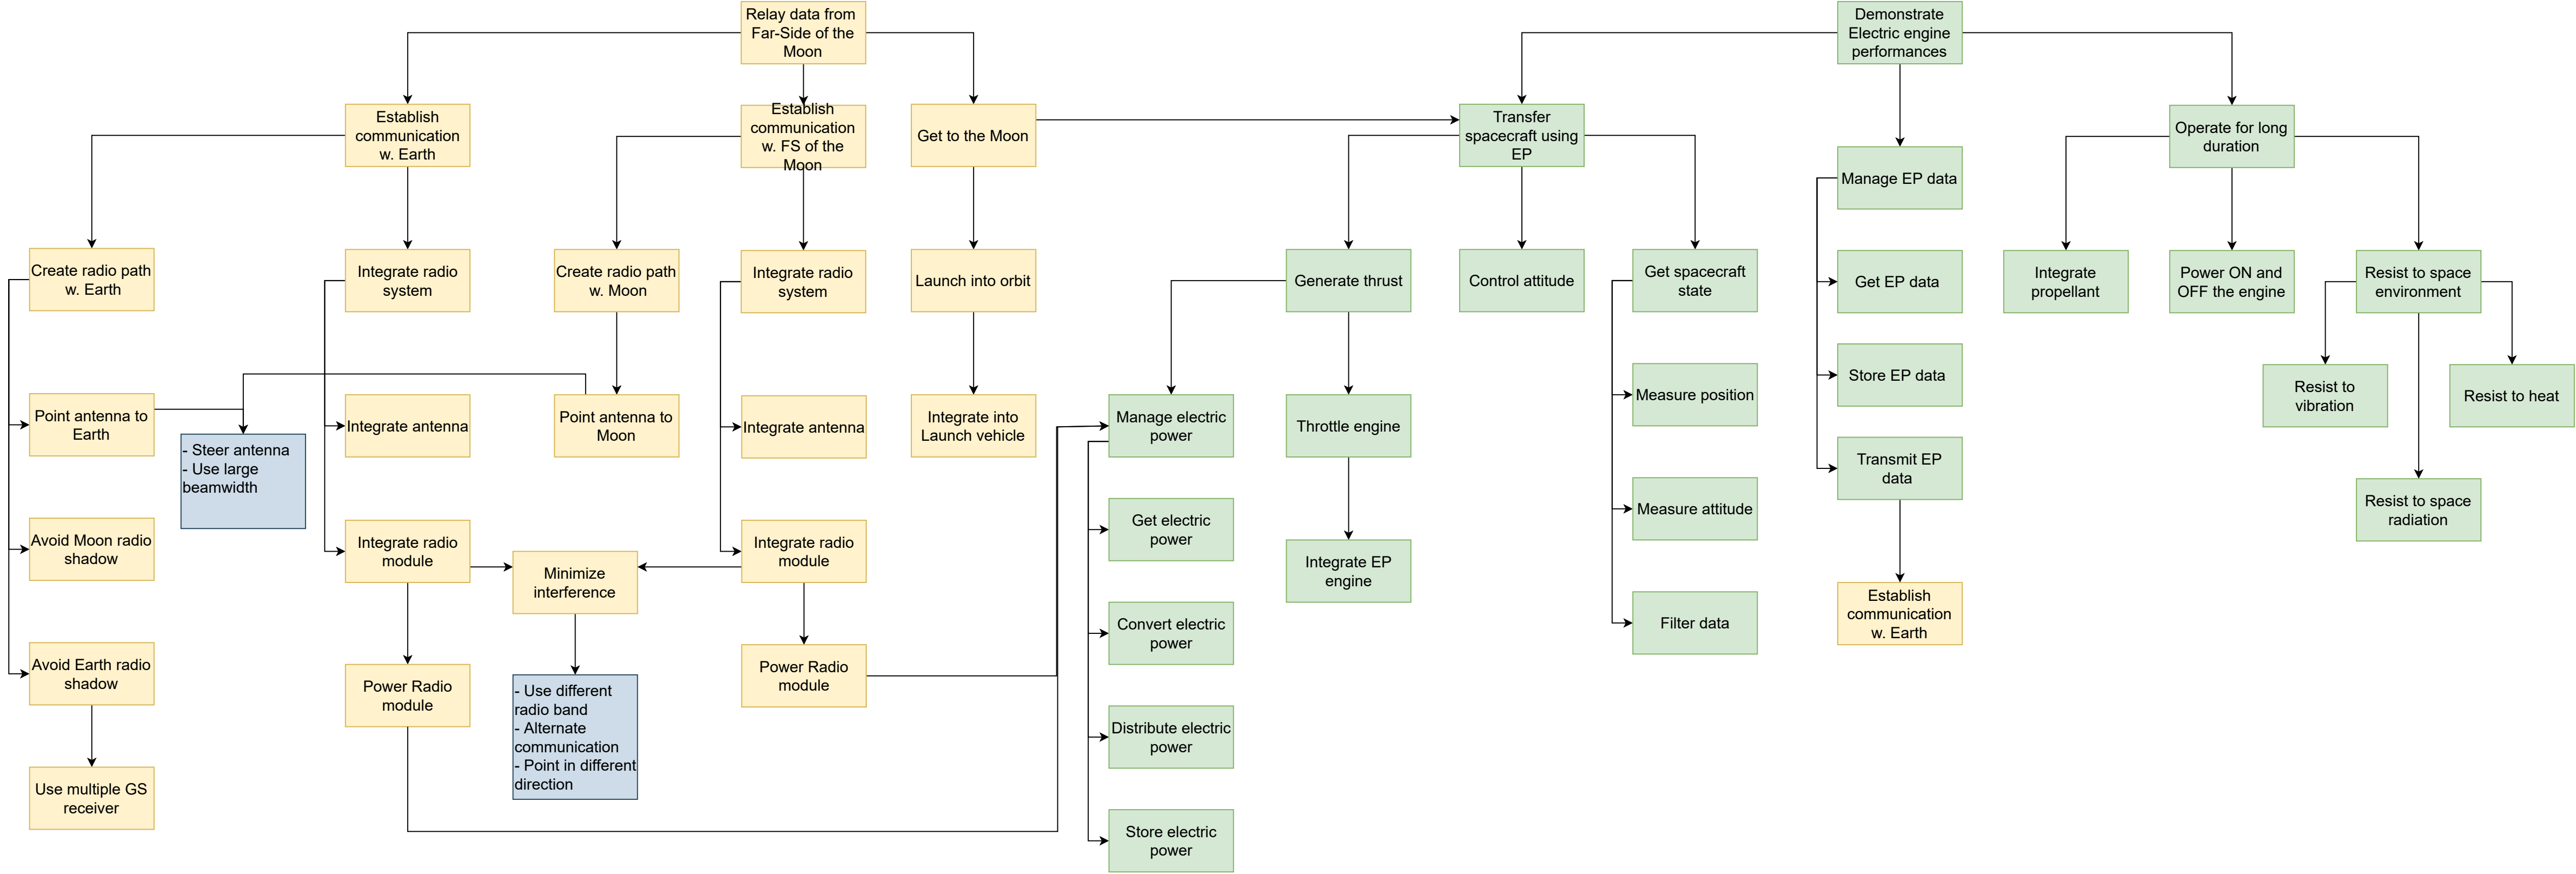 Relay data from
Far-Side of the
Moon
Demonstrate
Electric engine
performances
Establish
communication
w. Earth
Establish
communication
w. FS of the
Moon
Get to the Moon
Transfer
spacecraft using
EP
Manage EP data
Operate for long
duration
Create radio path
w. Earth
Integrate radio
system
Create radio path
w. Moon
Integrate radio
system
Launch into orbit
Generate thrust
Control attitude
Get spacecraft
state
Get EP data
Integrate
propellant
Power ON and
OFF the engine
Resist to space
environment
Store EP data
Measure position
Resist to
vibration
Resist to heat
Point antenna to
Earth
- Steer antenna
- Use large
beamwidth
Integrate antenna
Point antenna to
Moon
Integrate antenna
Integrate into
Launch vehicle
Manage electric
power
Throttle engine
Transmit EP
data
Measure attitude
Resist to space
radiation
Avoid Moon radio
shadow
Integrate radio
module
Minimize
interference
Integrate radio
module
Get electric
power
Integrate EP
engine
Filter data
Establish
communication
w. Earth
Convert electric
power
Avoid Earth radio
shadow
Power Radio
module
- Use different
radio band
- Alternate
communication
- Point in different
direction
Power Radio
module
Distribute electric
power
Use multiple GS
receiver
Store electric
power